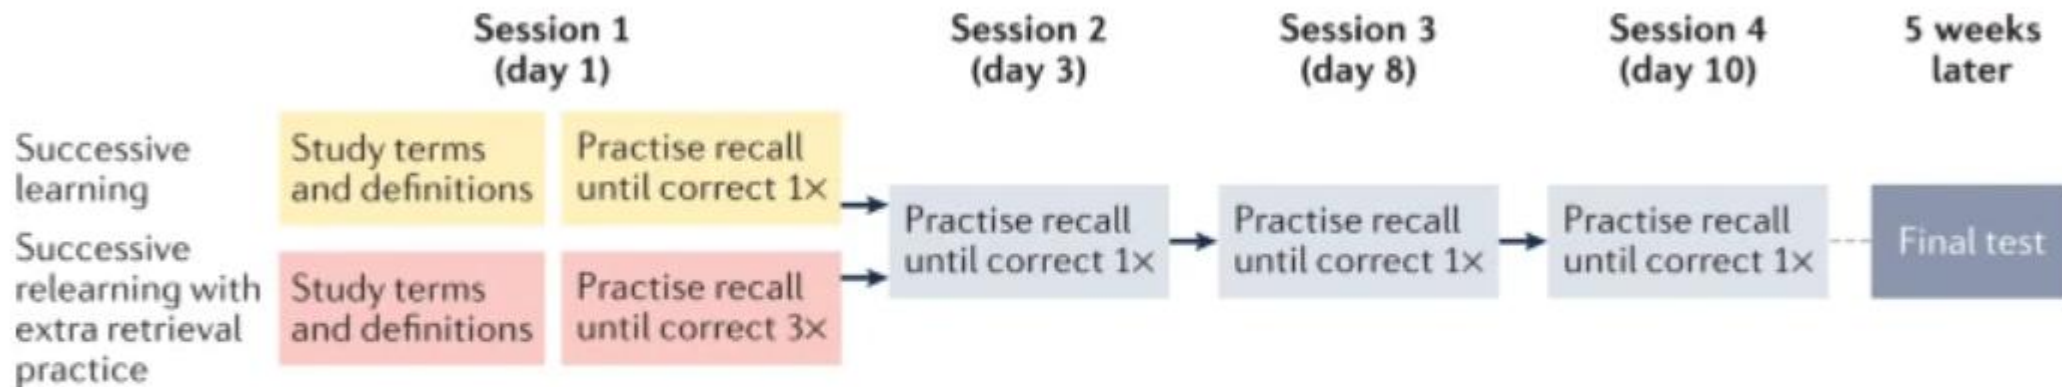 Session 1
(day 1)
Session 2
(day 3)
Session 3
(day 8)
Session 4
(day 10)
5 weeks
later
Successive
learning
Study terms
and definitions
Practise recall
until correct 1×
Successive
relearning with
extra retrieval
practice
Study terms
and definitions
Practise recall
until correct 3×
Practise recall
until correct 1×
Practise recall
until correct 1×
Practise recall
until correct 1×
Final test